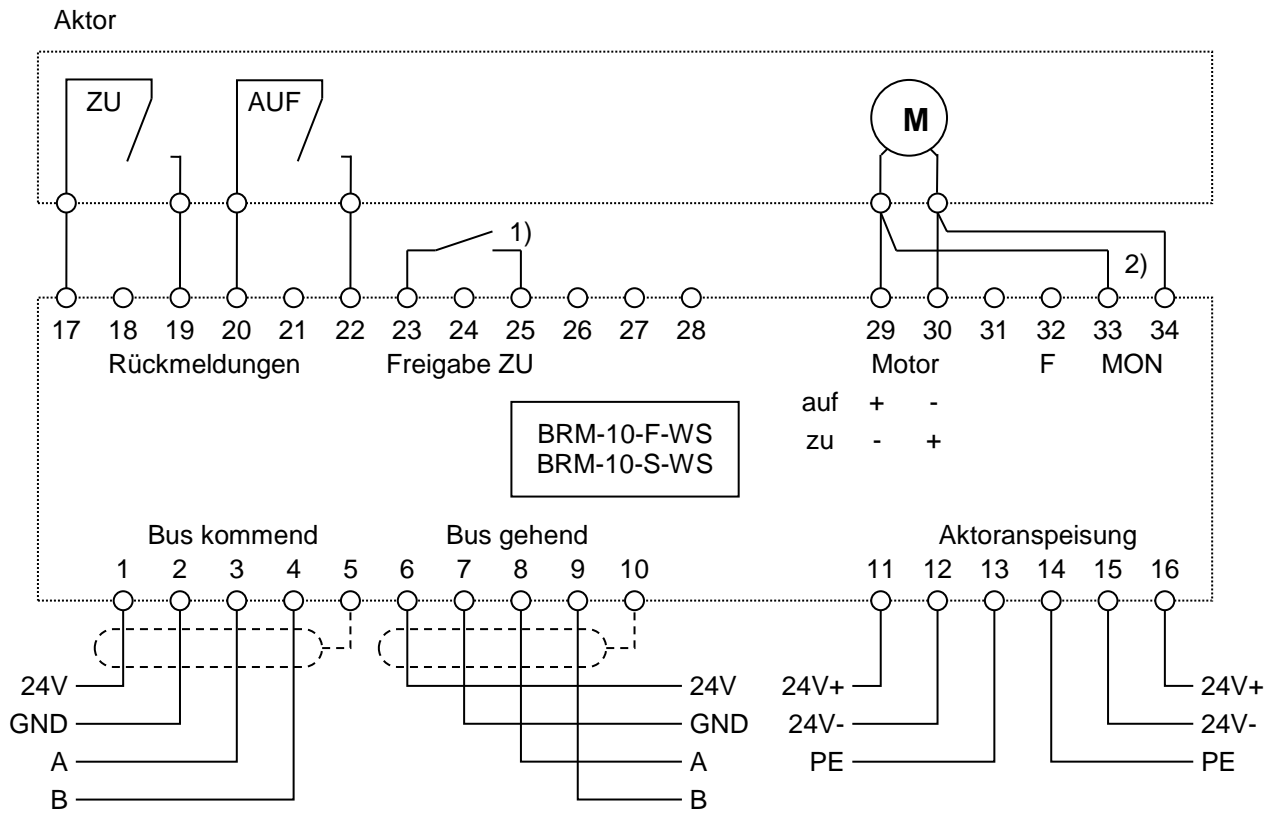 Aktor
ZU AUF M
1)
2)
17 18 19 20 21 22 23 24 25 26 27 28 29 30 31 32 33 34
Rückmeldungen Freigabe ZU Motor F MON
auf + -
zu - +
BRM-10-F-WS
BRM-10-S-WS
Bus kommend Bus gehend Aktoranspeisung
1 2 3 4 5 6 7 8 9 10 11 12 13 14 15 16
24V 24V 24V+ 24V+
GND GND 24V- 24V-
A A PE PE
B B